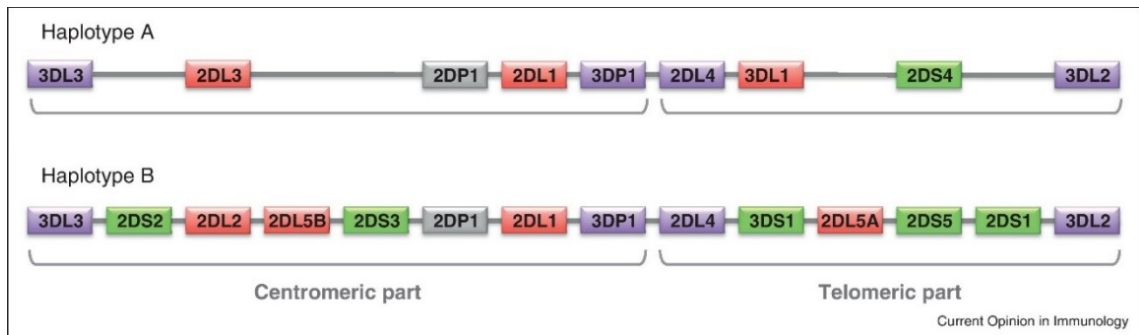 Haplotype A
3DL3 2DL3 2DP1 2DL1 3DP1 2DL4 3DL1 2DS4 3DL2
Haplotype B
3DL3 2DS2 2DL2 2DL5B 2DS3 2DP1 2DL1 3DP1 2DL4 3DS1 2DL5A 2DS5 2DS1 3DL2
Centromeric part Telomeric part
Current Opinion in Immunology